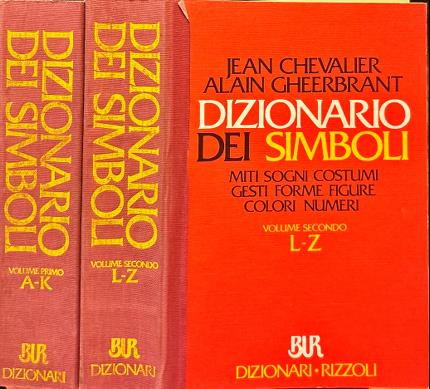 DIZIONARIO
DEI SIMBOLI
VOLUME PRIMO
A-K
BUR
DIZIONARI
DIZIONARIO
DEI SIMBOLI
VOLUME SECONDO
L-Z
BUR
DIZIONARI
JEAN CHEVALIER
ALAIN GHEERBRANT
DIZIONARIO
DEI SIMBOLI
MITI SOGNI COSTUMI
GESTI FORME FIGURE
COLORI NUMERI
VOLUME SECONDO
L-Z
BUR
DIZIONARI • RIZZOLI